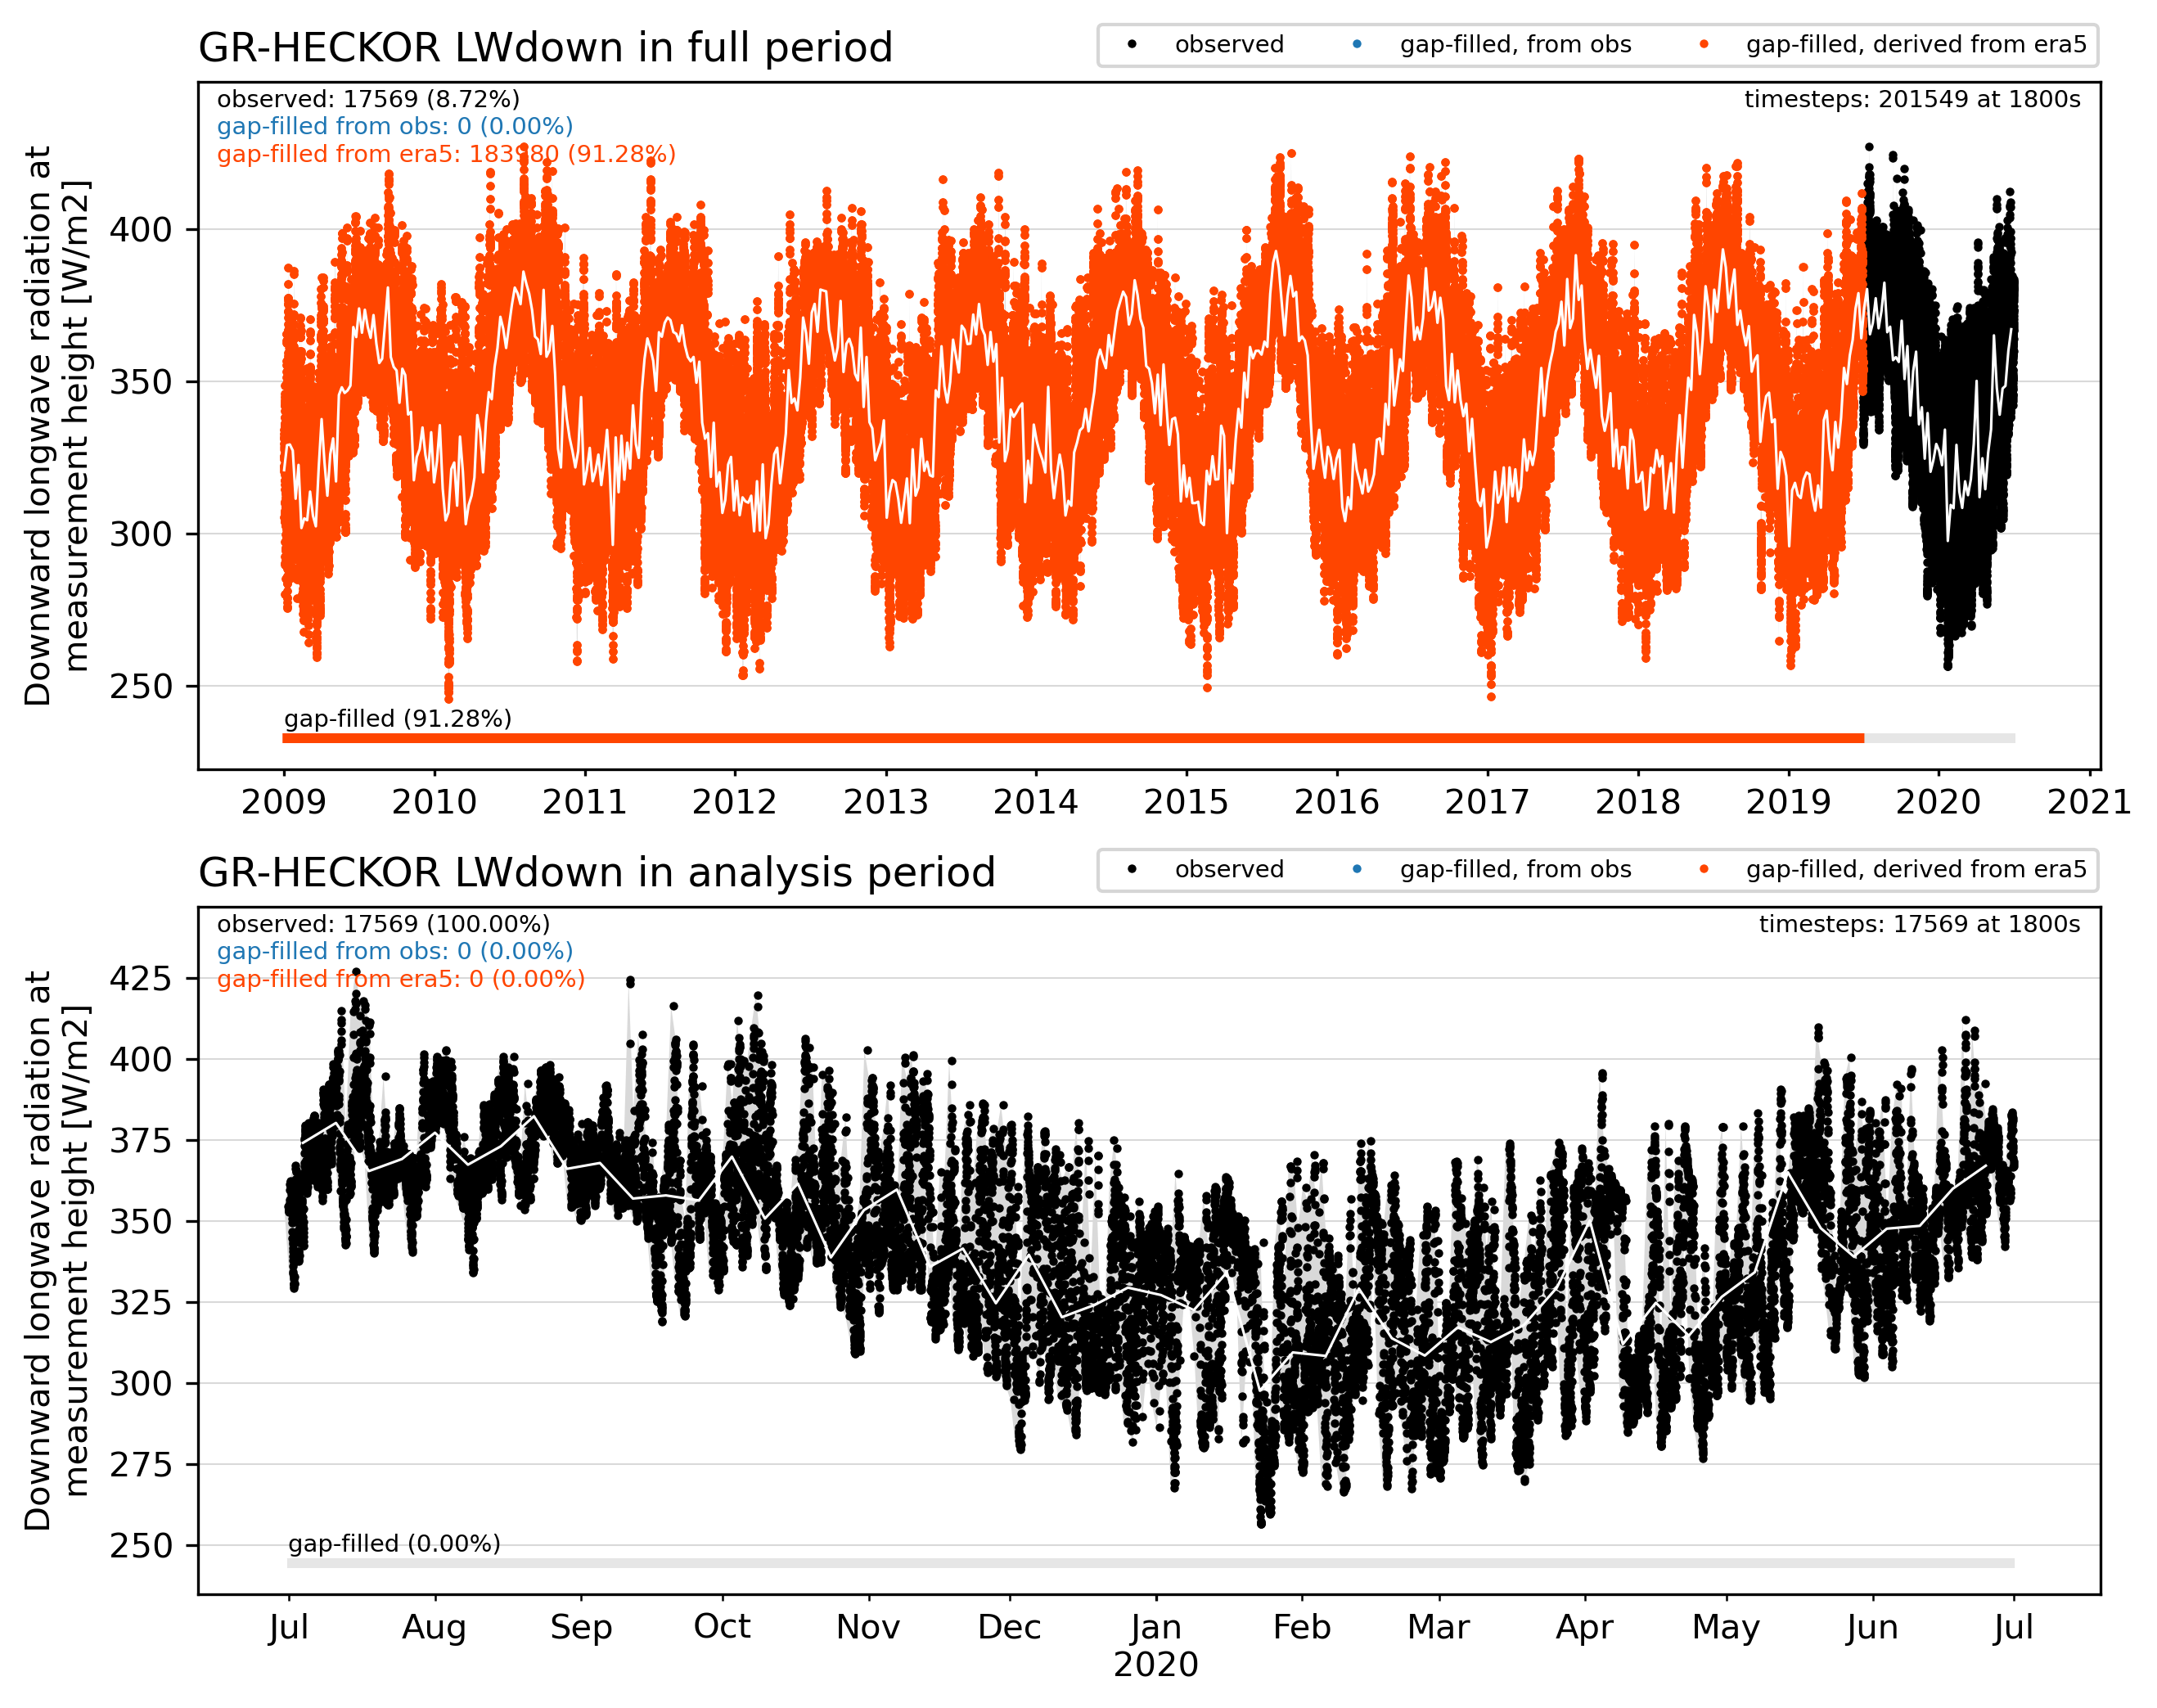 GR-HECKOR LWdown in full period
observed
gap-filled, from obs
gap-filled, derived from era5
observed: 17569 (8.72%)
gap-filled from obs: 0 (0.00%)
gap-filled from era5: 183980 (91.28%)
timesteps: 201549 at 1800s
Downward longwave radiation at
measurement height [W/m2]
400
350
300
250
gap-filled (91.28%)
2009 2010 2011 2012 2013 2014 2015 2016 2017 2018 2019 2020 2021
GR-HECKOR LWdown in analysis period
observed
gap-filled, from obs
gap-filled, derived from era5
observed: 17569 (100.00%)
gap-filled from obs: 0 (0.00%)
gap-filled from era5: 0 (0.00%)
timesteps: 17569 at 1800s
Downward longwave radiation at
measurement height [W/m2]
425
400
375
350
325
300
275
250
gap-filled (0.00%)
Jul Aug Sep Oct Nov Dec Jan Feb Mar Apr May Jun Jul
2020